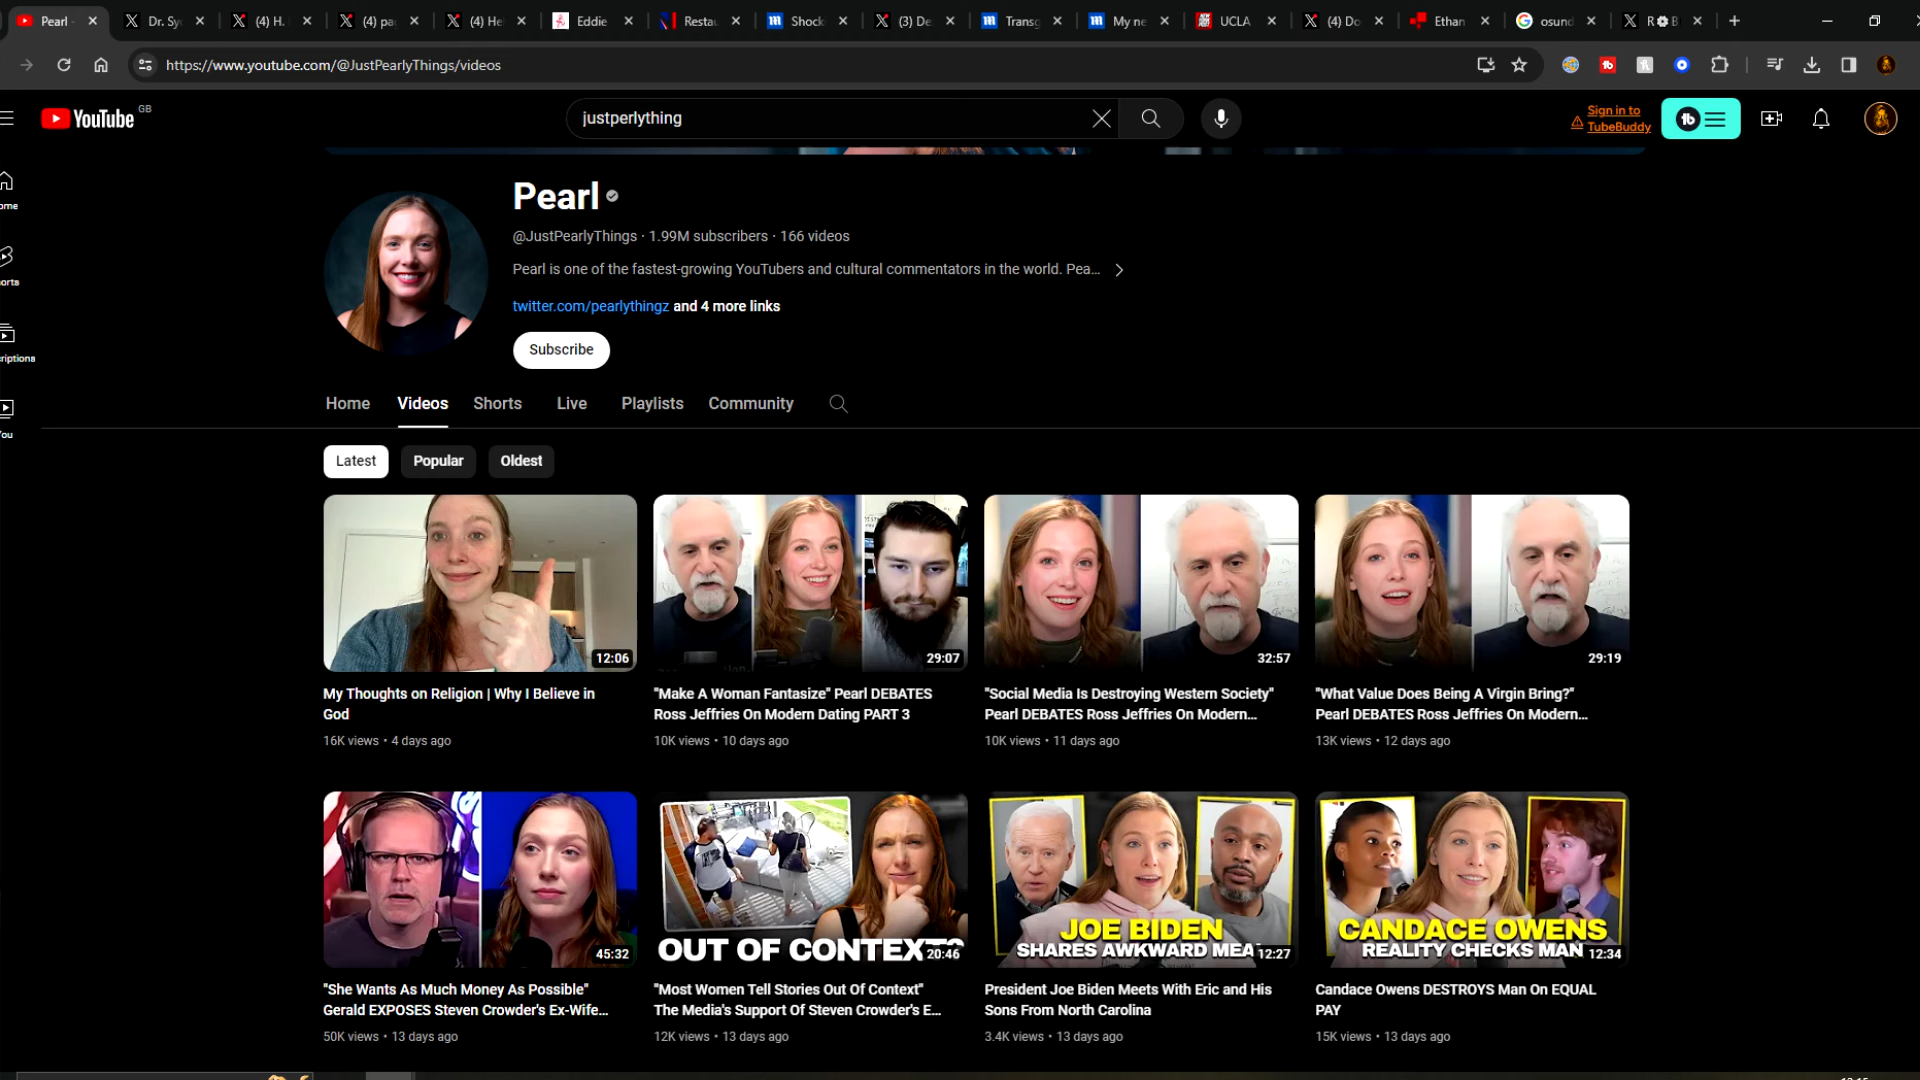 Pearl -
Dr. Sy
(4) H.
(4) pa
(4) He
Eddie
Restau
Shock
(3) De
Transg
My ne
UCLA
(4) Do
Ethan
osund
https://www.youtube.com/@JustPearlyThings/videos
YouTube GB
justperlything
Sign in to
TubeBuddy
tb
ome
orts
criptions
You
Pearl
@JustPearlyThings · 1.99M subscribers · 166 videos
Pearl is one of the fastest-growing YouTubers and cultural commentators in the world. Pea...
twitter.com/pearlythingz and 4 more links
Subscribe
Home Videos Shorts Live Playlists Community
Latest Popular Oldest
12:06
29:07
32:57
29:19
My Thoughts on Religion | Why I Believe in
God
16K views • 4 days ago
"Make A Woman Fantasize" Pearl DEBATES
Ross Jeffries On Modern Dating PART 3
10K views • 10 days ago
"Social Media Is Destroying Western Society"
Pearl DEBATES Ross Jeffries On Modern...
10K views • 11 days ago
"What Value Does Being A Virgin Bring?"
Pearl DEBATES Ross Jeffries On Modern...
13K views • 12 days ago
45:32
OUT OF CONTEXT
20:46
JOE BIDEN
SHARES AWKWARD MEA
12:27
CANDACE OWENS
REALITY CHECKS MAN
12:34
"She Wants As Much Money As Possible"
Gerald EXPOSES Steven Crowder's Ex-Wife...
50K views • 13 days ago
"Most Women Tell Stories Out Of Context"
The Media's Support Of Steven Crowder's E...
12K views • 13 days ago
President Joe Biden Meets With Eric and His
Sons From North Carolina
3.4K views • 13 days ago
Candace Owens DESTROYS Man On EQUAL
PAY
15K views • 13 days ago